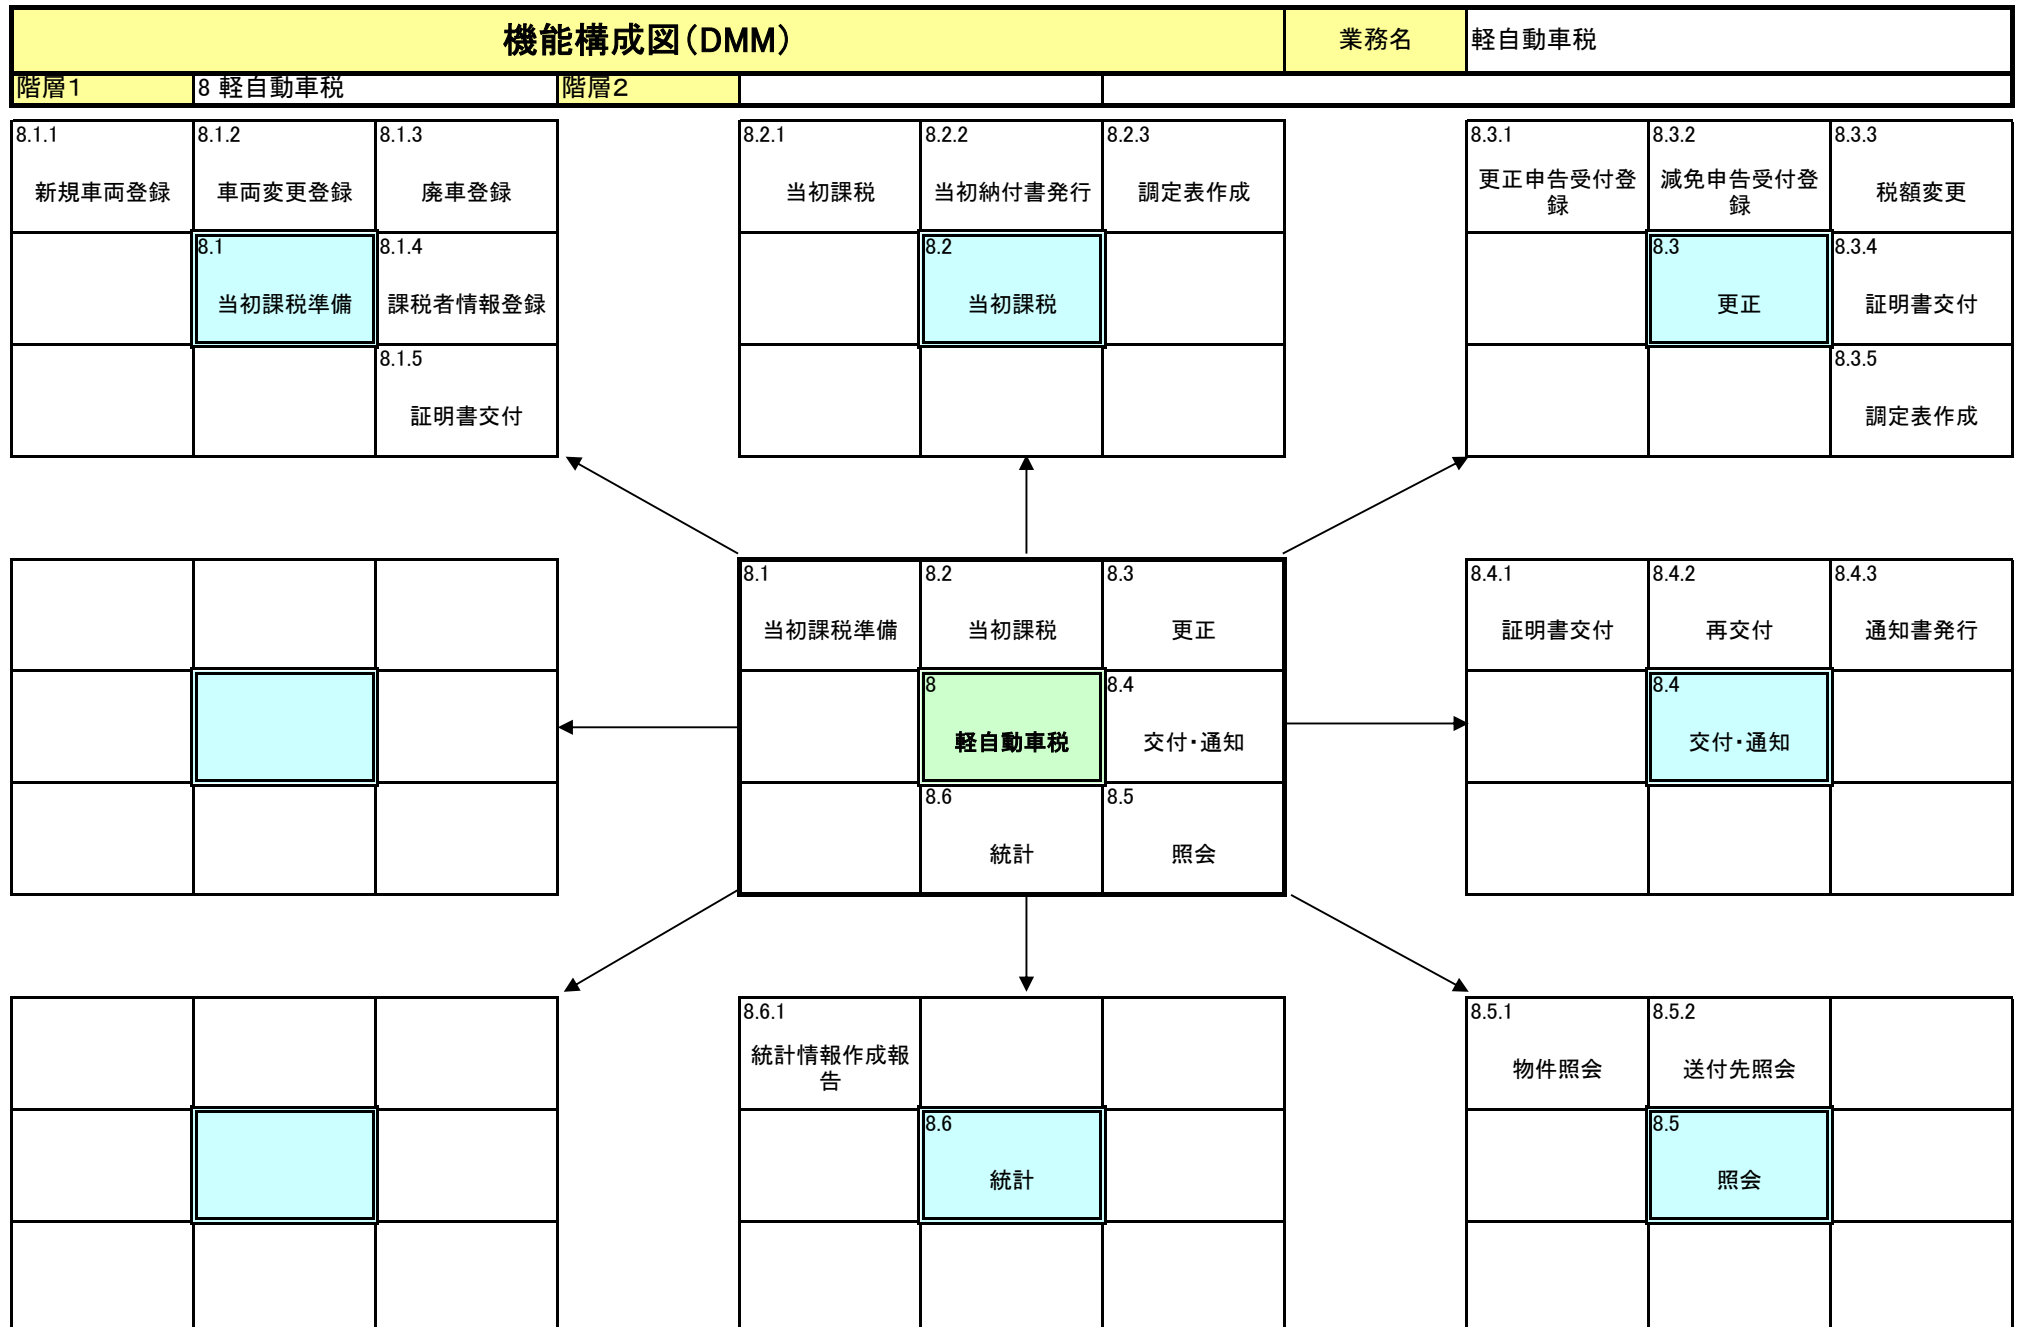 機能構成図(DMM)
業務名
軽自動車税
階層1
8 軽自動車税
階層2
8.1.1
新規車両登録
8.1.2
車両変更登録
8.1.3
廃車登録
8.1
当初課税準備
8.1.4
課税者情報登録
8.1.5
証明書交付
8.2.1
当初課税
8.2.2
当初納付書発行
8.2.3
調定表作成
8.2
当初課税
8.3.1
更正申告受付登
録
8.3.2
減免申告受付登
録
8.3.3
税額変更
8.3
更正
8.3.4
証明書交付
8.3.5
調定表作成
8.1
当初課税準備
8.2
当初課税
8.3
更正
8
軽自動車税
8.4
交付・通知
8.6
統計
8.5
照会
8.4.1
証明書交付
8.4.2
再交付
8.4.3
通知書発行
8.4
交付・通知
8.6.1
統計情報作成報
告
8.6
統計
8.5.1
物件照会
8.5.2
送付先照会
8.5
照会